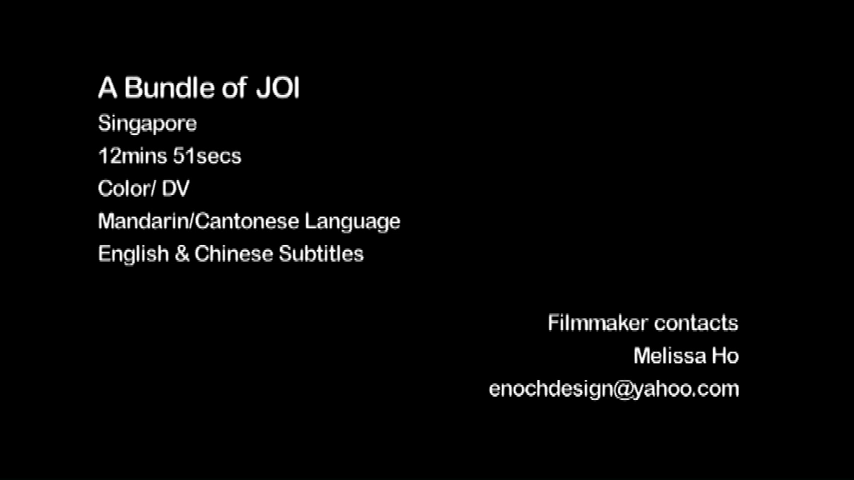 A Bundle of JOI
Singapore
12mins 51secs
Color/ DV
Mandarin/Cantonese Language
English & Chinese Subtitles
Filmmaker contacts
Melissa Ho
enochdesign@yahoo.com